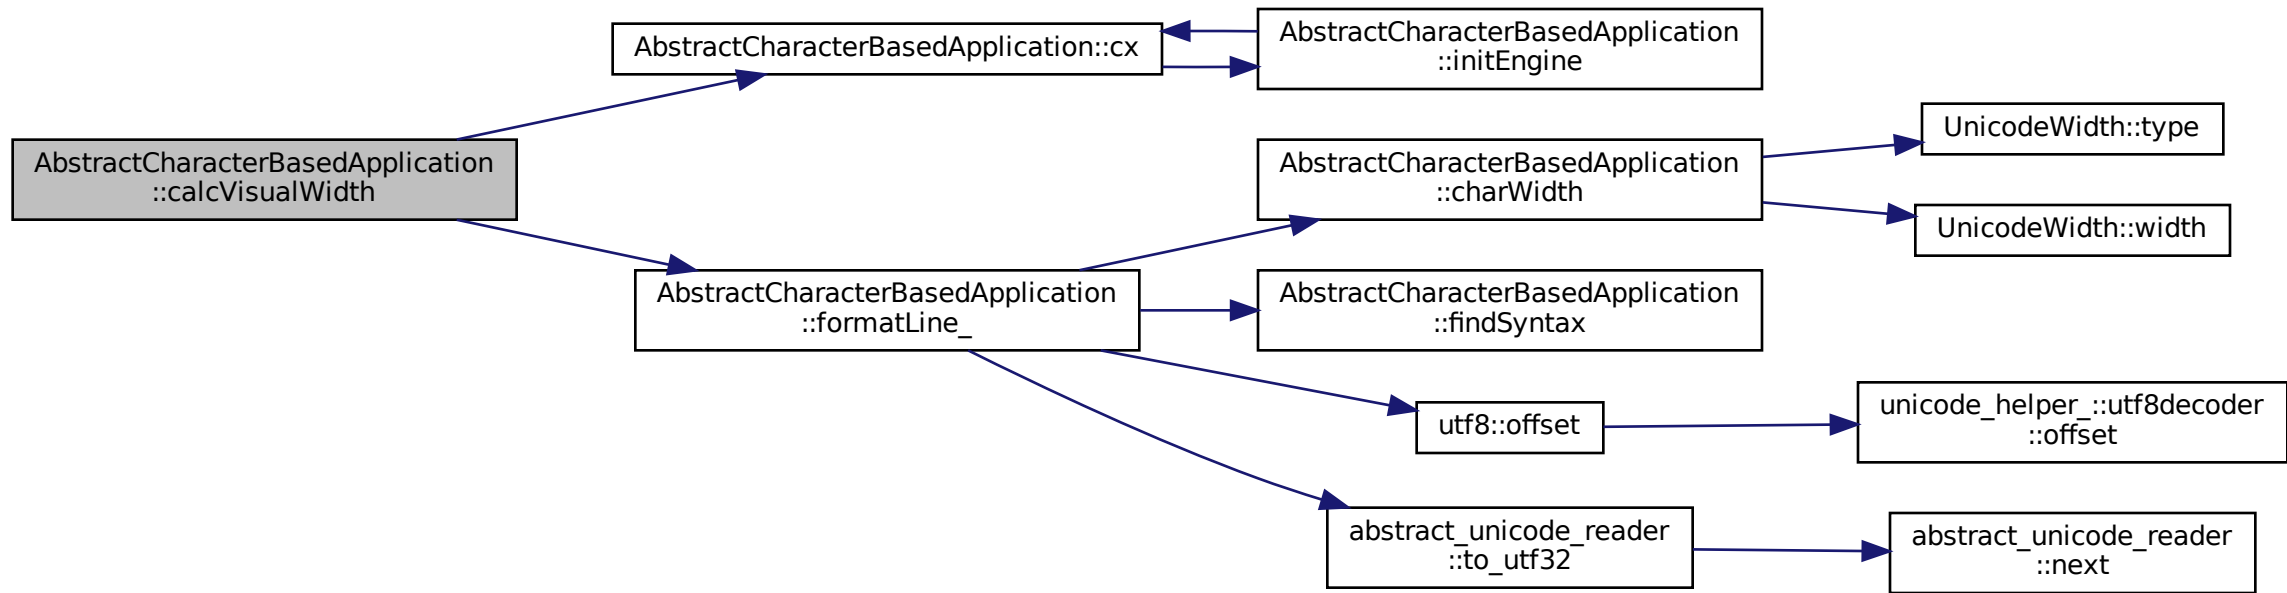 AbstractCharacterBasedApplication
::calcVisualWidth
AbstractCharacterBasedApplication::cx
AbstractCharacterBasedApplication
::initEngine
AbstractCharacterBasedApplication
::formatLine_
AbstractCharacterBasedApplication
::charWidth
UnicodeWidth::type
UnicodeWidth::width
AbstractCharacterBasedApplication
::findSyntax
utf8::offset
unicode_helper_::utf8decoder
::offset
abstract_unicode_reader
::to_utf32
abstract_unicode_reader
::next